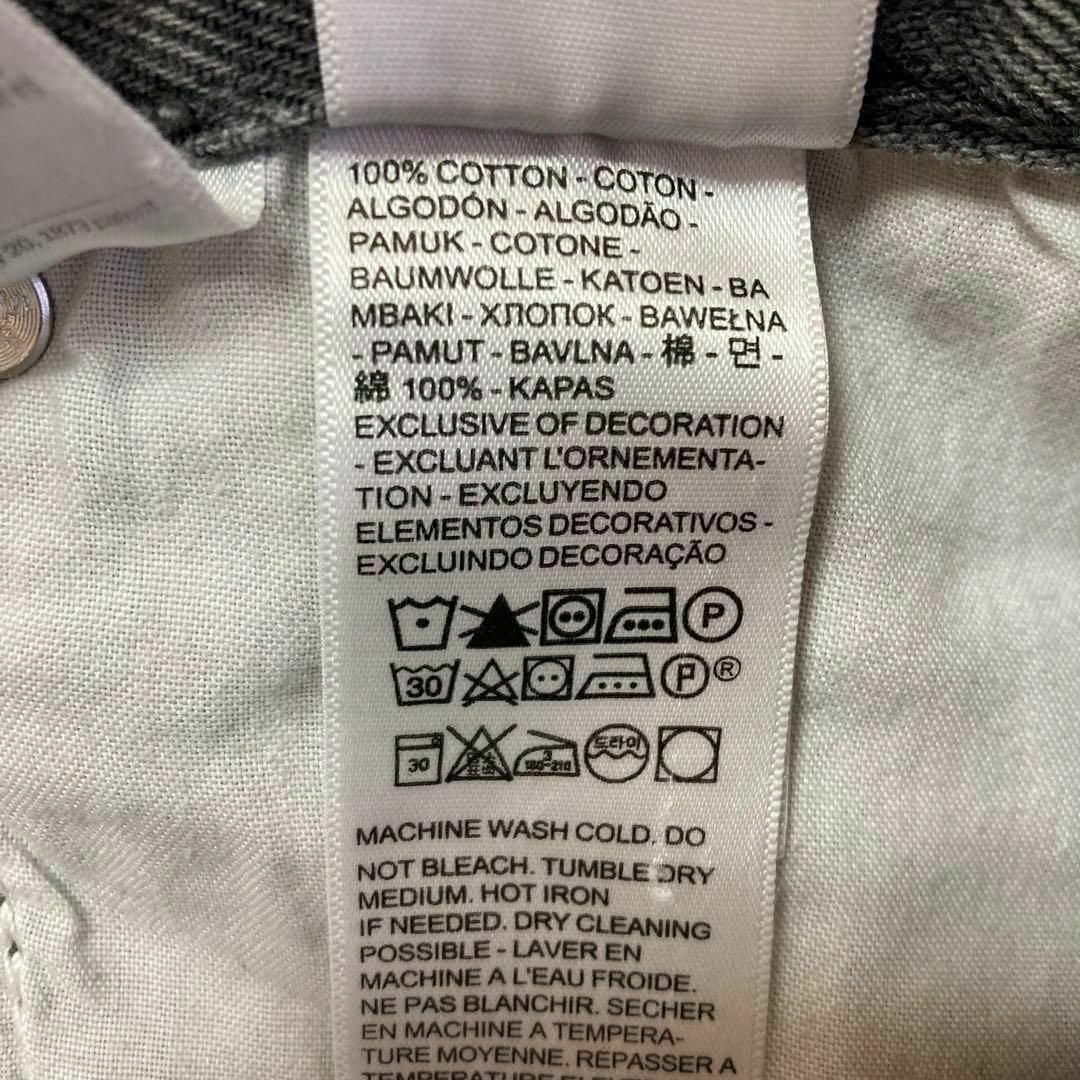 100% COTTON - COTON -
ALGODÓN - ALGODÃO -
PAMUK - COTONE -
BAUMWOLLE - KATOEN - BA
MBAKI - ХЛОПОК - BAWEŁNA
- PAMUT - BAVLNA - 棉 - 면 -
綿 100% - KAPAS
EXCLUSIVE OF DECORATION
- EXCLUANT L'ORNEMENTA-
TION - EXCLUYENDO
ELEMENTOS DECORATIVOS -
EXCLUINDO DECORAÇÃO
P
30 P ®
30 3 180-210 드라이
MACHINE WASH COLD. DO
NOT BLEACH. TUMBLE DRY
MEDIUM. HOT IRON
IF NEEDED. DRY CLEANING
POSSIBLE - LAVER EN
MACHINE A L'EAU FROIDE.
NE PAS BLANCHIR. SECHER
EN MACHINE A TEMPERA-
TURE MOYENNE. REPASSER A